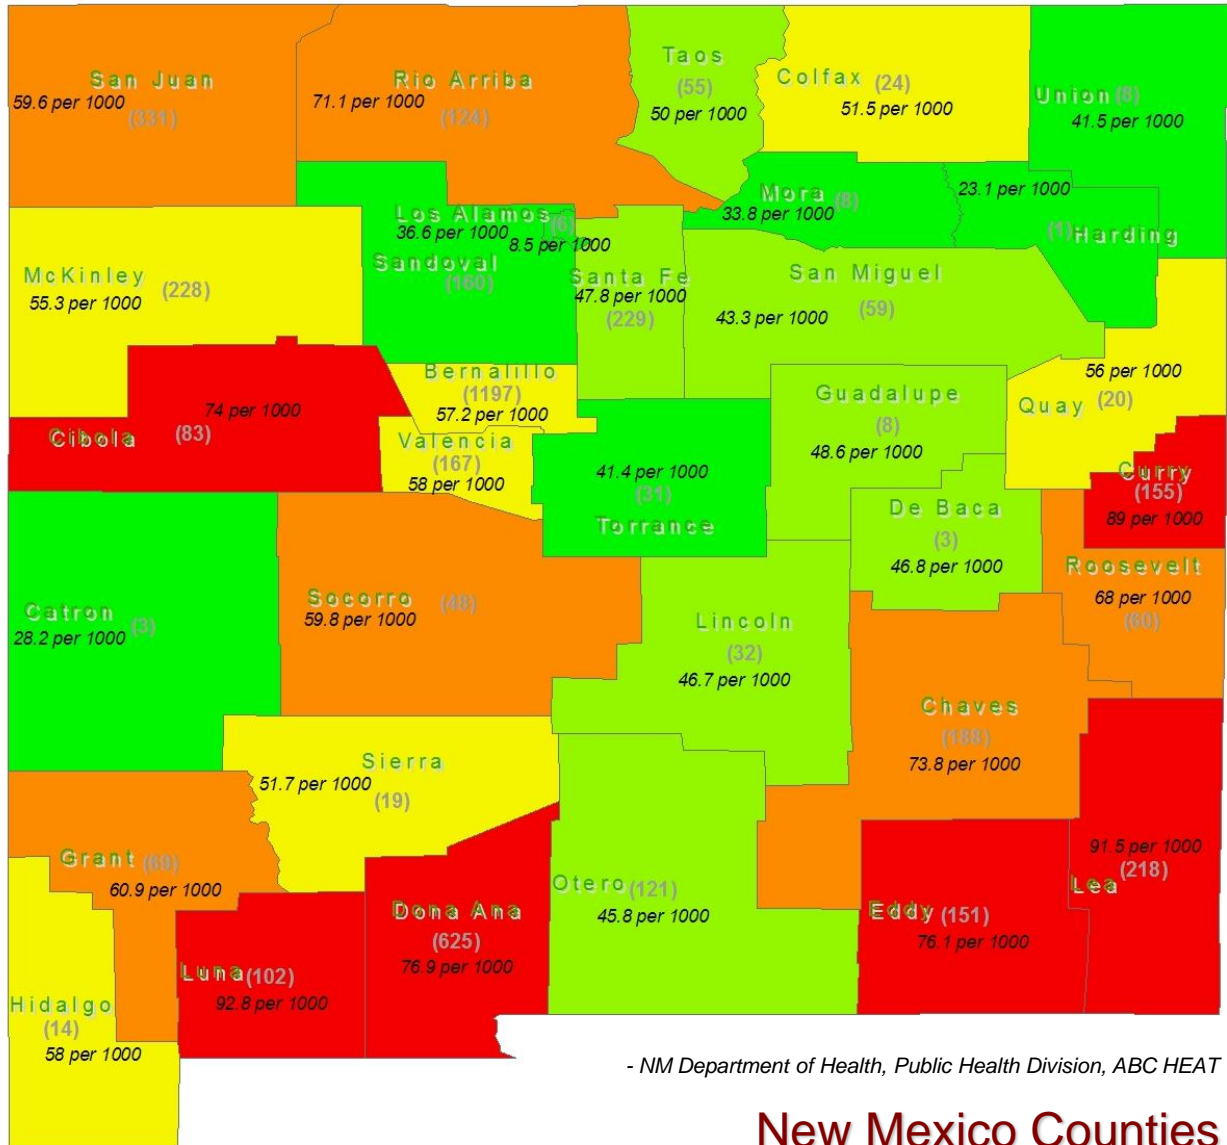 San Juan
59.6 per 1000
(331)
Rio Arriba
71.1 per 1000
(124)
Taos
(55)
50 per 1000
Colfax (24)
51.5 per 1000
Union (8)
41.5 per 1000
Mora (8)
33.8 per 1000
23.1 per 1000
(1) Harding
Los Alamos (6)
36.6 per 1000
8.5 per 1000
Sandoval
(160)
McKinley (228)
55.3 per 1000
Santa Fe
47.8 per 1000
(229)
San Miguel
(59)
43.3 per 1000
Bernalillo
(1197)
57.2 per 1000
Guadalupe
(8)
48.6 per 1000
56 per 1000
Quay (20)
74 per 1000
Cibola (83)
Valencia
(167)
58 per 1000
41.4 per 1000
(31)
Torrance
Curry
(155)
89 per 1000
De Baca
(3)
46.8 per 1000
Roosevelt
68 per 1000
(60)
Catron (3)
28.2 per 1000
Socorro (48)
59.8 per 1000
Lincoln
(32)
46.7 per 1000
Chaves
(188)
73.8 per 1000
Sierra
51.7 per 1000
(19)
Grant (69)
60.9 per 1000
Dona Ana
(625)
76.9 per 1000
Otero (121)
45.8 per 1000
Eddy (151)
76.1 per 1000
91.5 per 1000
Lea (218)
Luna (102)
92.8 per 1000
Hidalgo
(14)
58 per 1000
- NM Department of Health, Public Health Division, ABC HEAT
New Mexico Counties